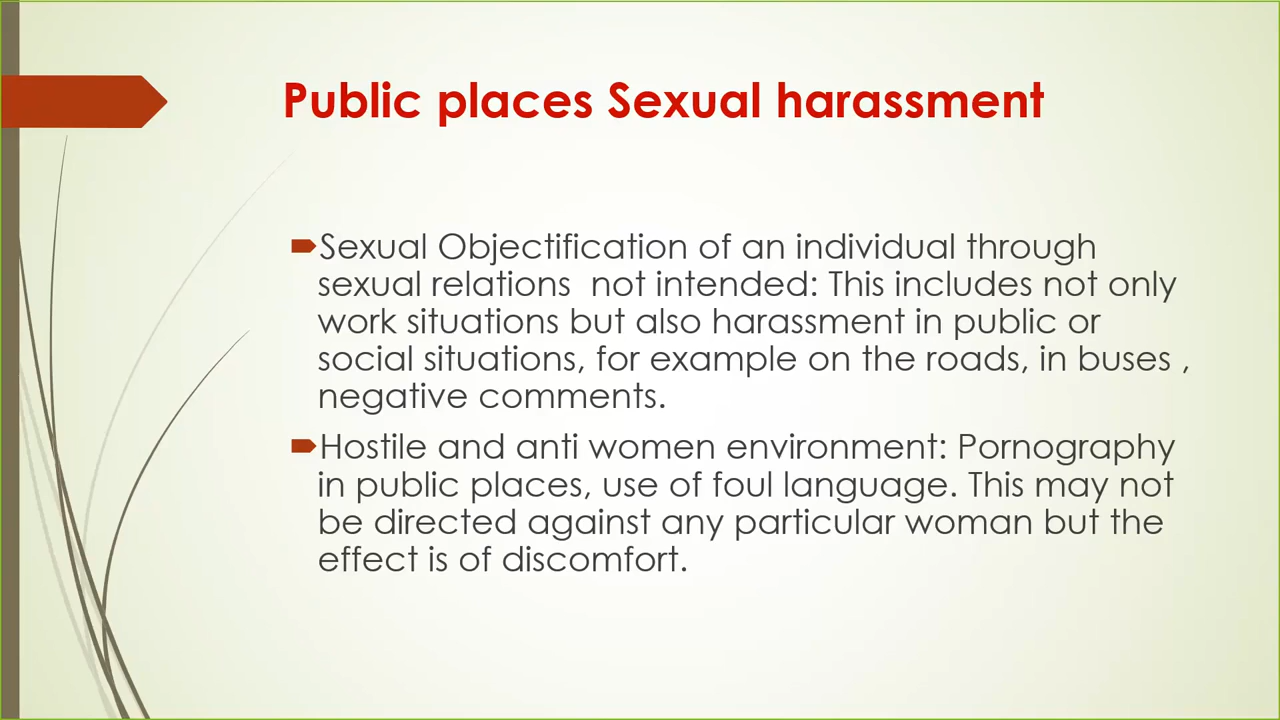 Public places Sexual harassment
Sexual Objectification of an individual through
sexual relations  not intended: This includes not only
work situations but also harassment in public or
social situations, for example on the roads, in buses ,
negative comments.
Hostile and anti women environment: Pornography
in public places, use of foul language. This may not
be directed against any particular woman but the
effect is of discomfort.